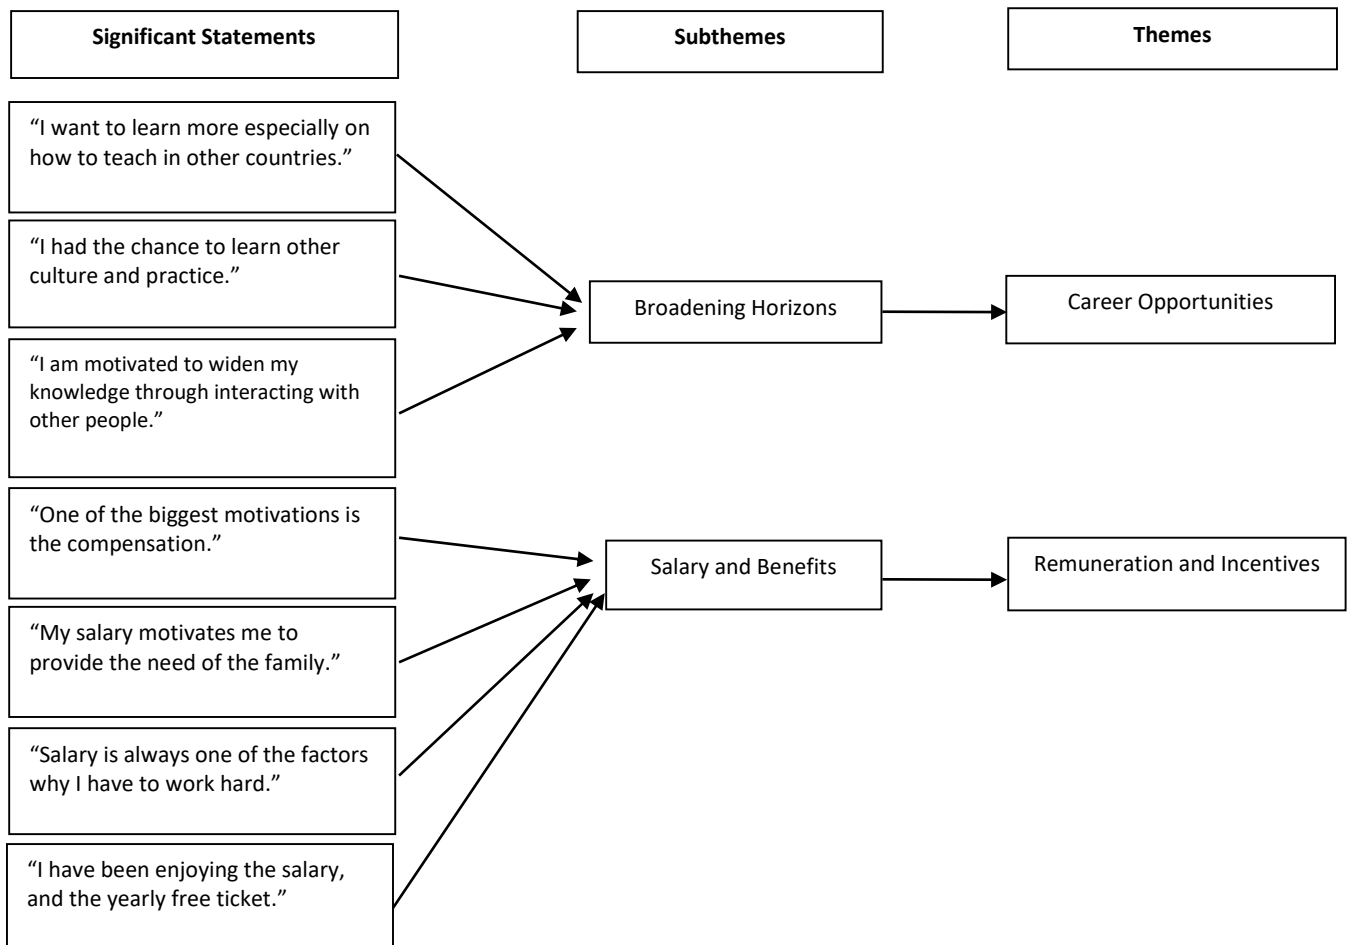 Significant Statements
Subthemes
Themes
“I want to learn more especially on
how to teach in other countries.”
“I had the chance to learn other
culture and practice.”
“I am motivated to widen my
knowledge through interacting with
other people.”
Broadening Horizons
Career Opportunities
“One of the biggest motivations is
the compensation.”
“My salary motivates me to
provide the need of the family.”
“Salary is always one of the factors
why I have to work hard.”
“I have been enjoying the salary,
and the yearly free ticket.”
Salary and Benefits
Remuneration and Incentives